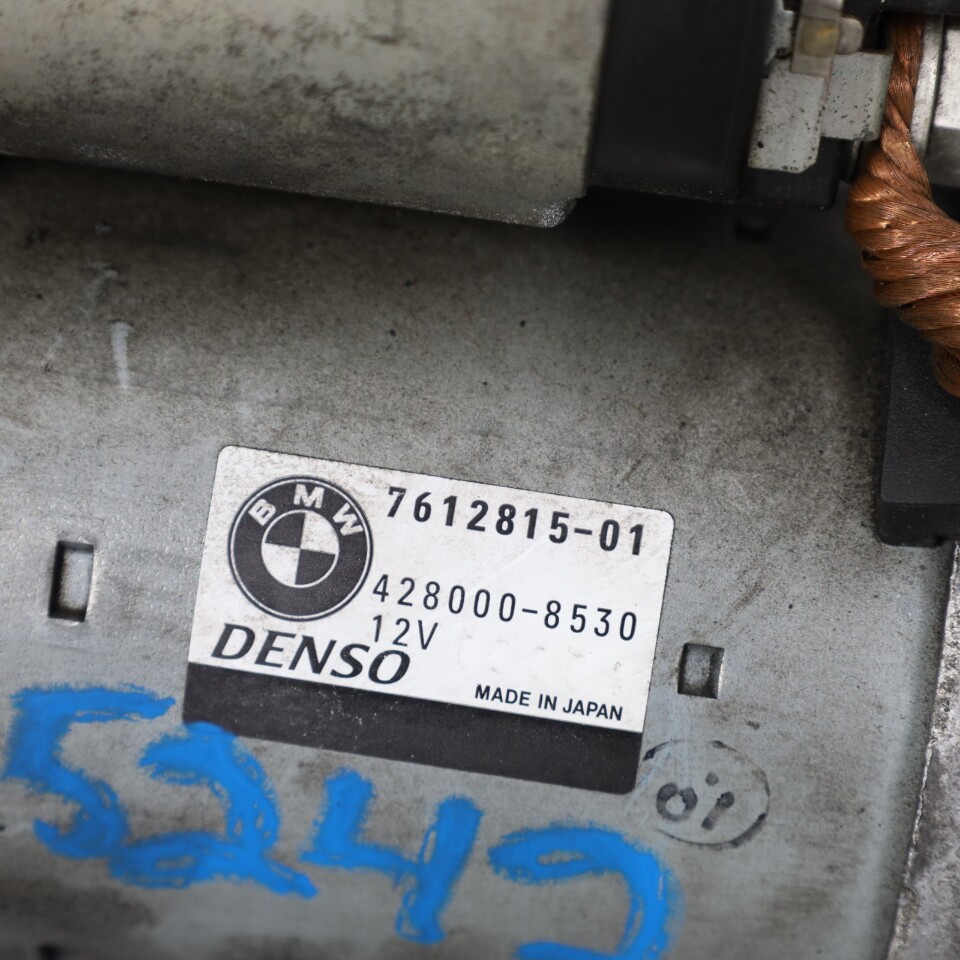 BMW
7612815-01
428000-8530
12V
DENSO
MADE IN JAPAN
01
5242